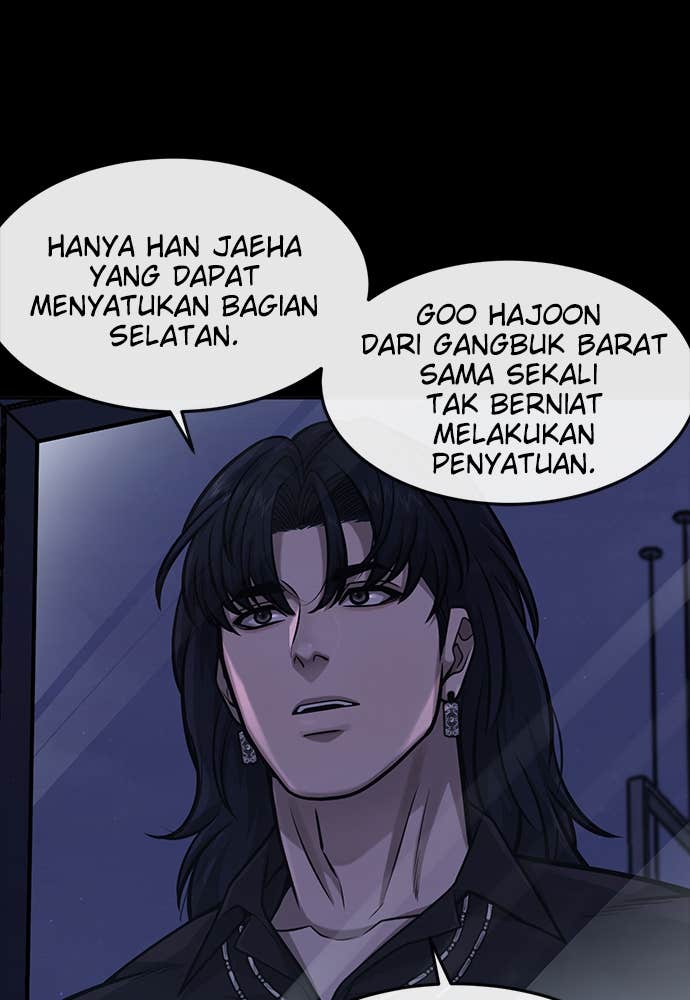 HANYA HAN JAEHA
YANG DAPAT
MENYATUKAN BAGIAN
SELATAN.
GOO HAJOON
DARI GANGBUK BARAT
SAMA SEKALI
TAK BERNIAT
MELAKUKAN
PENYATUAN.